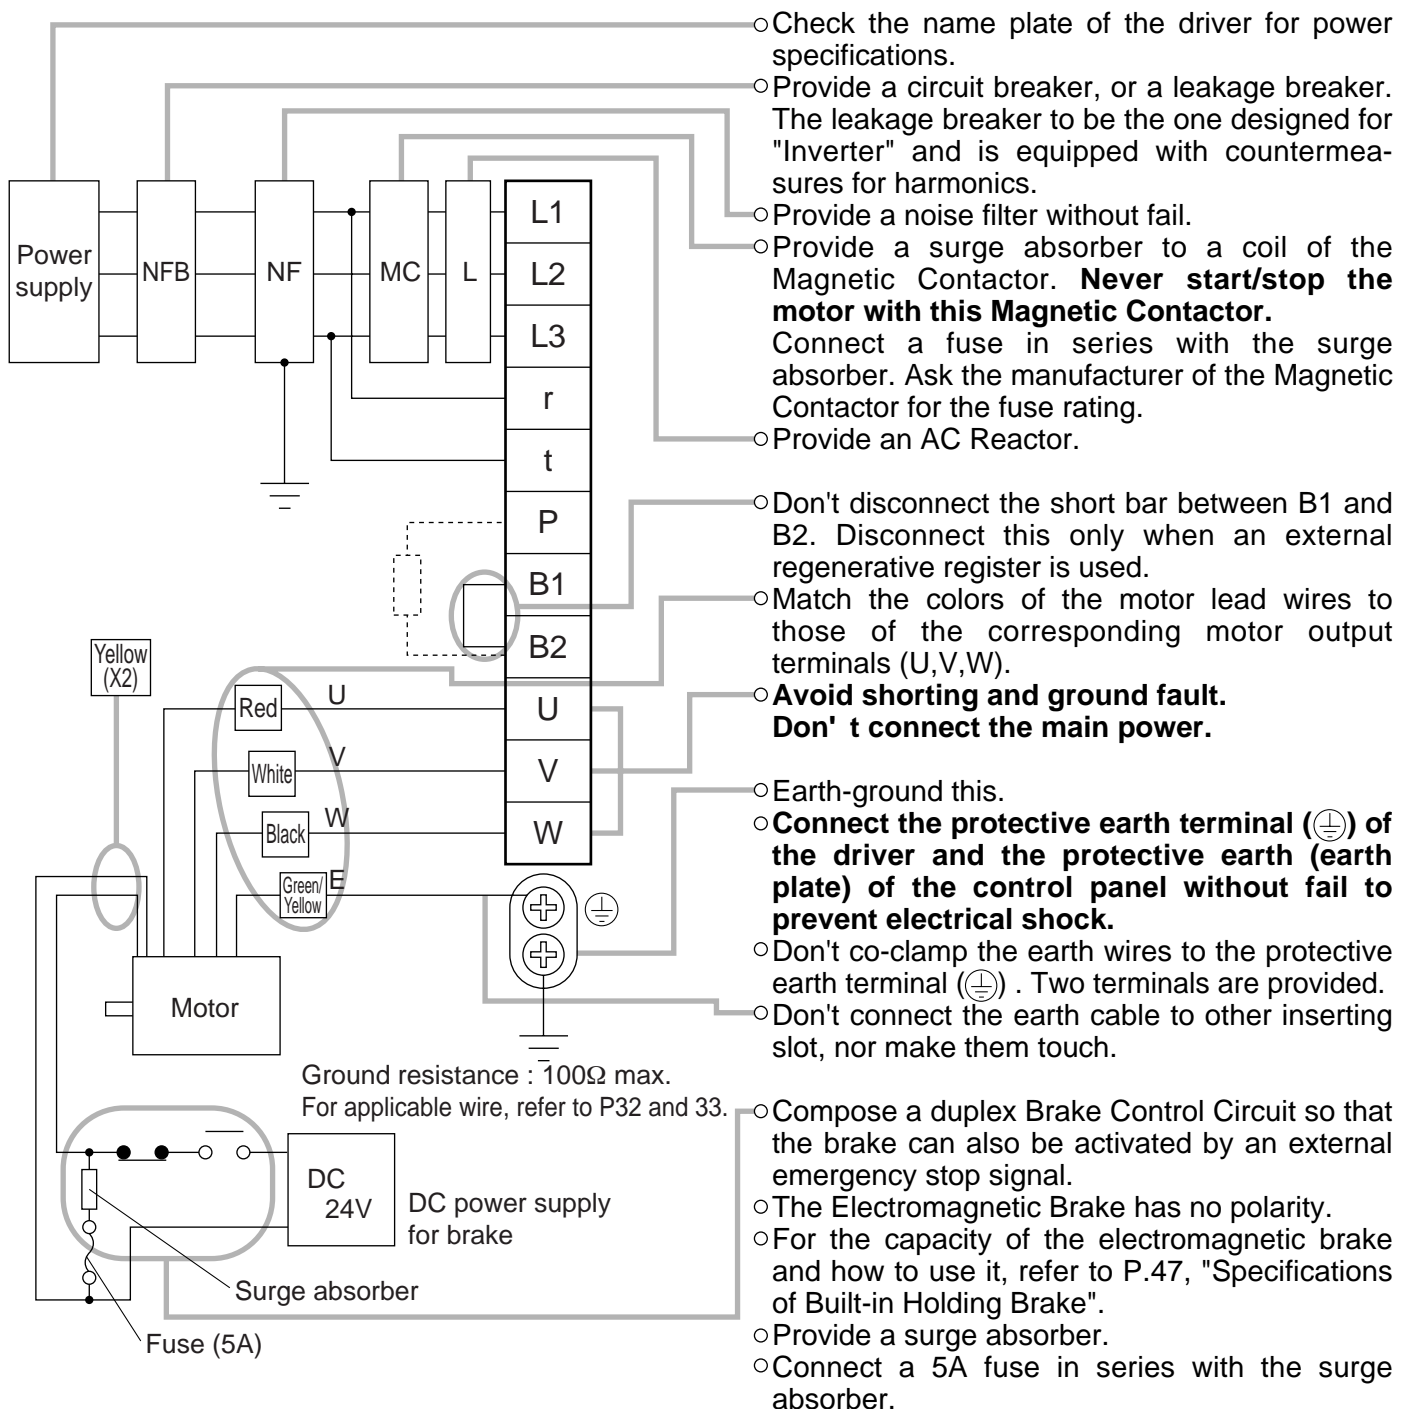 Check the name plate of the driver for power
specifications.
Provide a circuit breaker, or a leakage breaker.
The leakage breaker to be the one designed for
"Inverter" and is equipped with countermea-
sures for harmonics.
Provide a noise filter without fail.
Provide a surge absorber to a coil of the
Magnetic Contactor. Never start/stop the
motor with this Magnetic Contactor.
Connect a fuse in series with the surge
absorber. Ask the manufacturer of the Magnetic
Contactor for the fuse rating.
Provide an AC Reactor.
Don't disconnect the short bar between B1 and
B2. Disconnect this only when an external
regenerative register is used.
Match the colors of the motor lead wires to
those of the corresponding motor output
terminals (U,V,W).
Avoid shorting and ground fault.
Don' t connect the main power.
Earth-ground this.
Connect the protective earth terminal (⏚) of
the driver and the protective earth (earth
plate) of the control panel without fail to
prevent electrical shock.
Don't co-clamp the earth wires to the protective
earth terminal (⏚) . Two terminals are provided.
Don't connect the earth cable to other inserting
slot, nor make them touch.
Compose a duplex Brake Control Circuit so that
the brake can also be activated by an external
emergency stop signal.
The Electromagnetic Brake has no polarity.
For the capacity of the electromagnetic brake
and how to use it, refer to P.47, "Specifications
of Built-in Holding Brake".
Provide a surge absorber.
Connect a 5A fuse in series with the surge
absorber.
Power
supply
NFB
NF
MC
L
L1
L2
L3
r
t
P
B1
B2
U
V
W
Yellow
(X2)
Red
U
White
V
Black
W
Green/
Yellow
E
Motor
Ground resistance : 100Ω max.
For applicable wire, refer to P32 and 33.
DC
24V
DC power supply
for brake
Surge absorber
Fuse (5A)